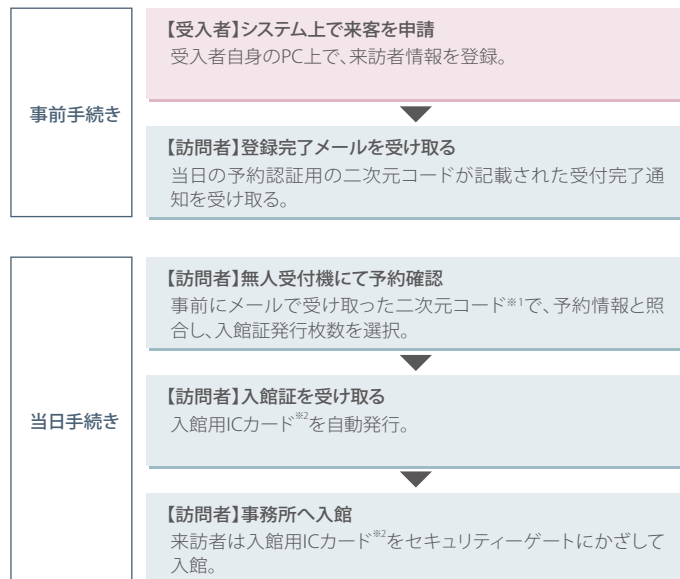 事前手続き
【受入者】システム上で来客を申請
受入者自身のPC上で、来訪者情報を登録。
【訪問者】登録完了メールを受け取る
当日の予約認証用の二次元コードが記載された受付完了通
知を受け取る。
当日手続き
【訪問者】無人受付機にて予約確認
事前にメールで受け取った二次元コード※1で、予約情報と照
合し、入館証発行枚数を選択。
【訪問者】入館証を受け取る
入館用ICカード※2を自動発行。
【訪問者】事務所へ入館
来訪者は入館用ICカード※2をセキュリティーゲートにかざして
入館。